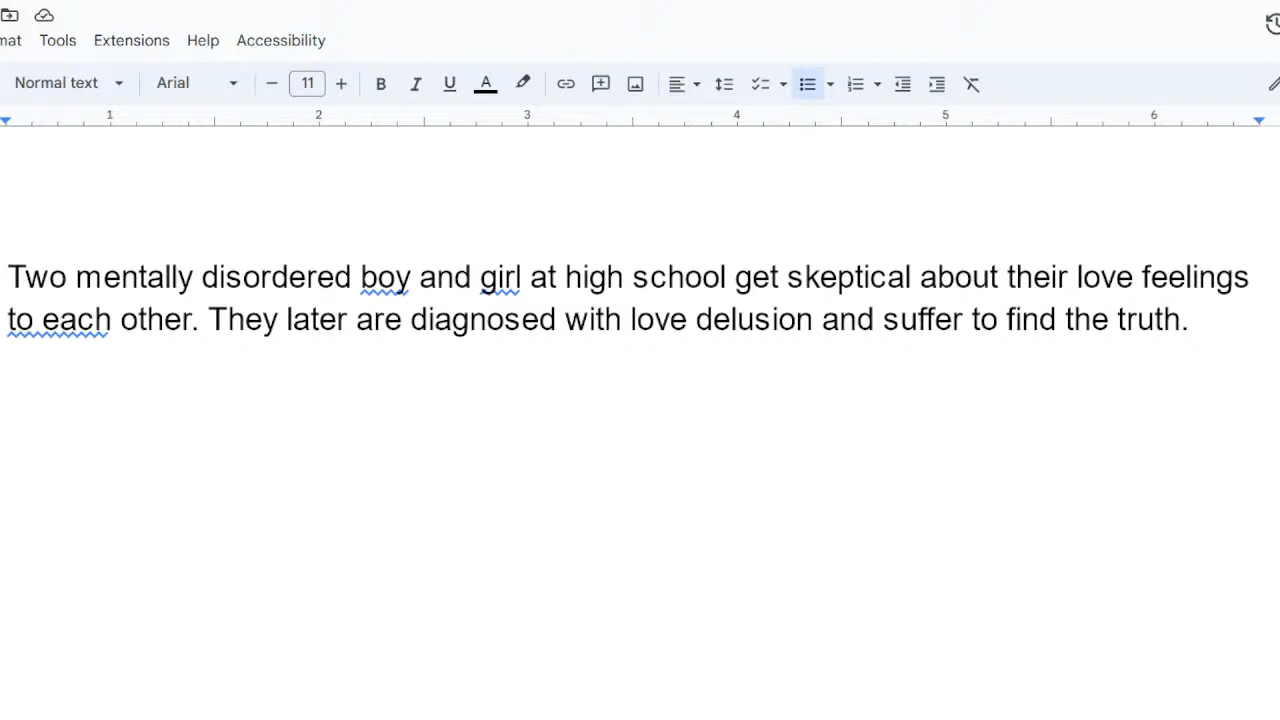 mat Tools Extensions Help Accessibility
Normal text Arial 11 B I U A
1 2 3 4 5 6
Two mentally disordered boy and girl at high school get skeptical about their love feelings
to each other. They later are diagnosed with love delusion and suffer to find the truth.